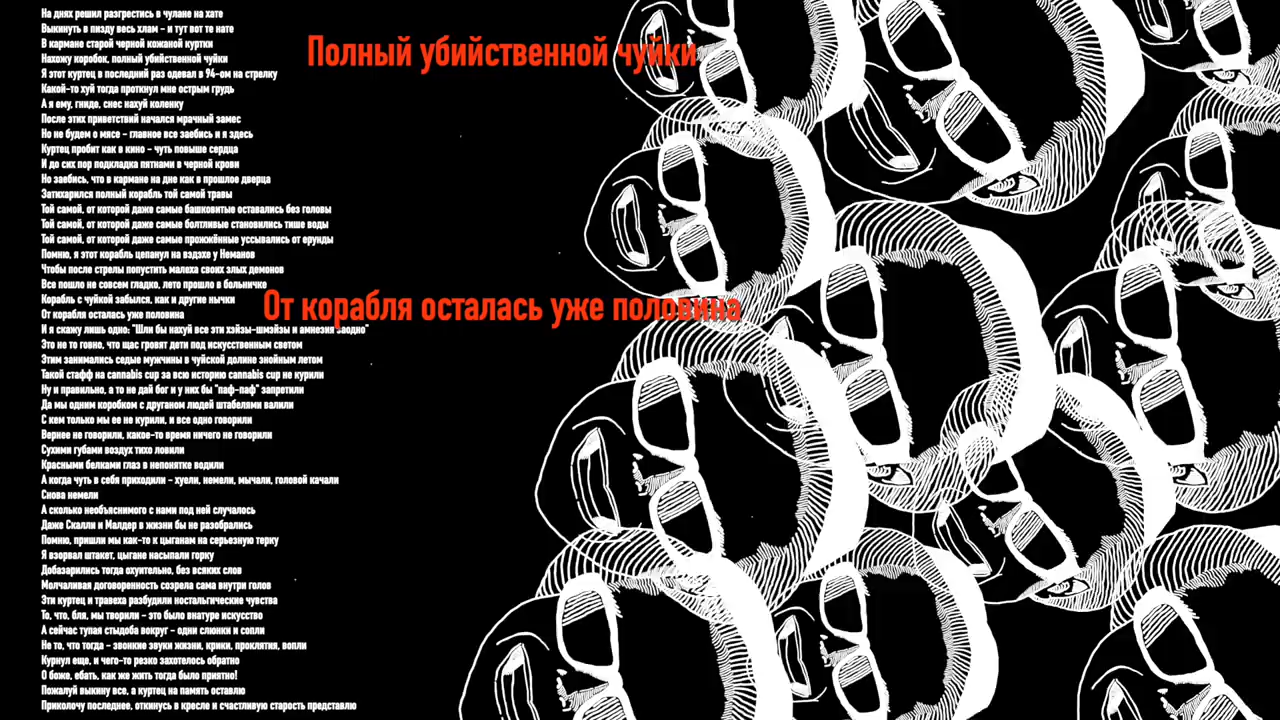 На днях решил разгрестись в чулане на хате
Выкинуть в пизду весь хлам – и тут вот те нате
В кармане старой черной кожаной куртки
Нахожу коробок, полный убийственной чуйки
Я этот куртец в последний раз одевал в 94-ом на стрелку
Какой-то хуй тогда проткнул мне острым грудь
А я ему, гниде, снес нахуй коленку
После этих приветствий начался мрачный замес
Но не будем о мясе – главное все заебись и я здесь
Куртец пробит как в кино – чуть повыше сердца
И до сих пор подкладка пятнами в черной крови
Но заебись, что в кармане на дне как в прошлое дверца
Затихарился полный корабль той самой травы
Той самой, от которой даже самые башковитые оставались без головы
Той самой, от которой даже самые болтливые становились тише воды
Той самой, от которой даже самые прожжённые уссывались от ерунды
Помню, я этот корабль цепанул на вэдэхе у Неманов
Чтобы после стрелы попустить малеха своих злых демонов
Все пошло не совсем гладко, лето прошло в больничке
Корабль с чуйкой забылся, как и другие нычки
От корабля осталась уже половина
И я скажу лишь одно: "Шли бы нахуй все эти хэйзы-шмэйзы и амнезия заодно"
Это не то говно, что щас гровят дети под искусственным светом
Этим занимались седые мужчины в чуйской долине знойным летом
Такой стафф на cannabis cup за всю историю cannabis cup не курили
Ну и правильно, а то не дай бог и у них бы "паф-паф" запретили
Да мы одним коробком с друганом людей штабелями валили
С кем только мы ее не курили, и все одно говорили
Вернее не говорили, какое-то время ничего не говорили
Сухими губами воздух тихо ловили
Красными белками глаз в непонятке водили
А когда чуть в себя приходили – хуели, немели, мычали, головой качали
Снова немели
А сколько необъяснимого с нами под ней случалось
Даже Скалли и Малдер в жизни бы не разобрались
Помню, пришли мы как-то к цыганам на серьезную терку
Я взорвал штакет, цыгане насыпали горку
Добазарились тогда охуительно, без всяких слов
Молчаливая договоренность созрела сама внутри голов
Эти куртец и травеха разбудили ностальгические чувства
То, что, бля, мы творили – это было внатуре искусство
А сейчас тупая стыдоба вокруг – одни слюнки и сопли
Не то, что тогда – звонкие звуки жизни, крики, проклятия, вопли
Курнул еще, и чего-то резко захотелось обратно
О боже, ебать, как же жить тогда было приятно!
Пожалуй выкину все, а куртец на память оставлю
Приколочу последнее, откинусь в кресле и счастливую старость представлю
Полный убийственной чуйки
От корабля осталась уже половина